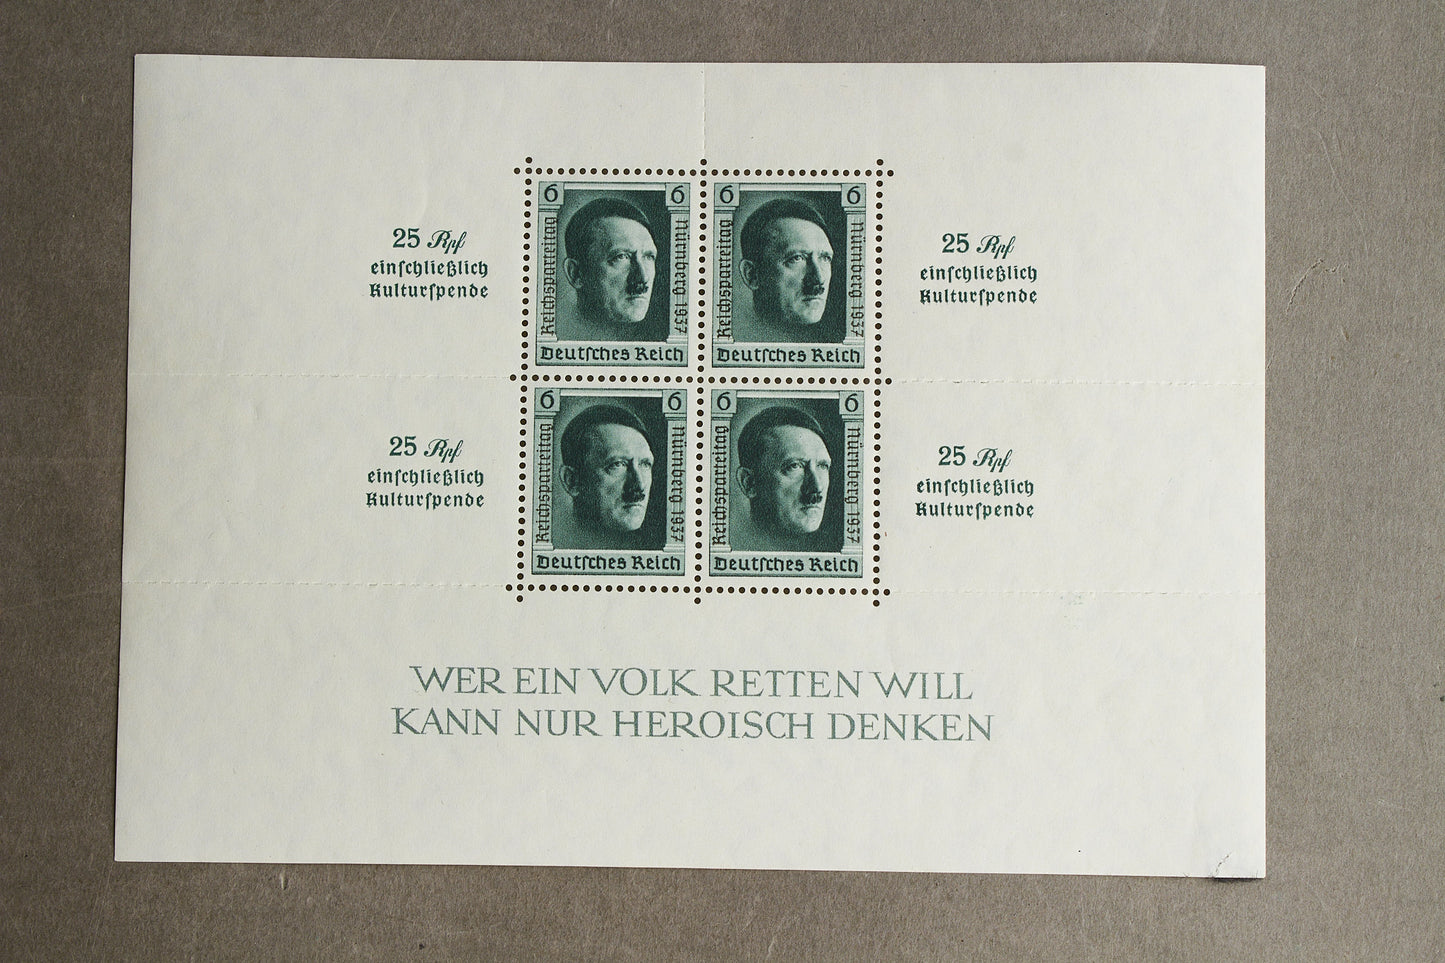 25 Rpf
einſchließlich
Kulturſpende
6 6
Reichsparteitag
Nürnberg 1937
Deutſches Reich
6 6
Reichsparteitag
Nürnberg 1937
Deutſches Reich
25 Rpf
einſchließlich
Kulturſpende
25 Rpf
einſchließlich
Kulturſpende
6 6
Reichsparteitag
Nürnberg 1937
Deutſches Reich
6 6
Reichsparteitag
Nürnberg 1937
Deutſches Reich
25 Rpf
einſchließlich
Kulturſpende
WER EIN VOLK RETTEN WILL
KANN NUR HEROISCH DENKEN